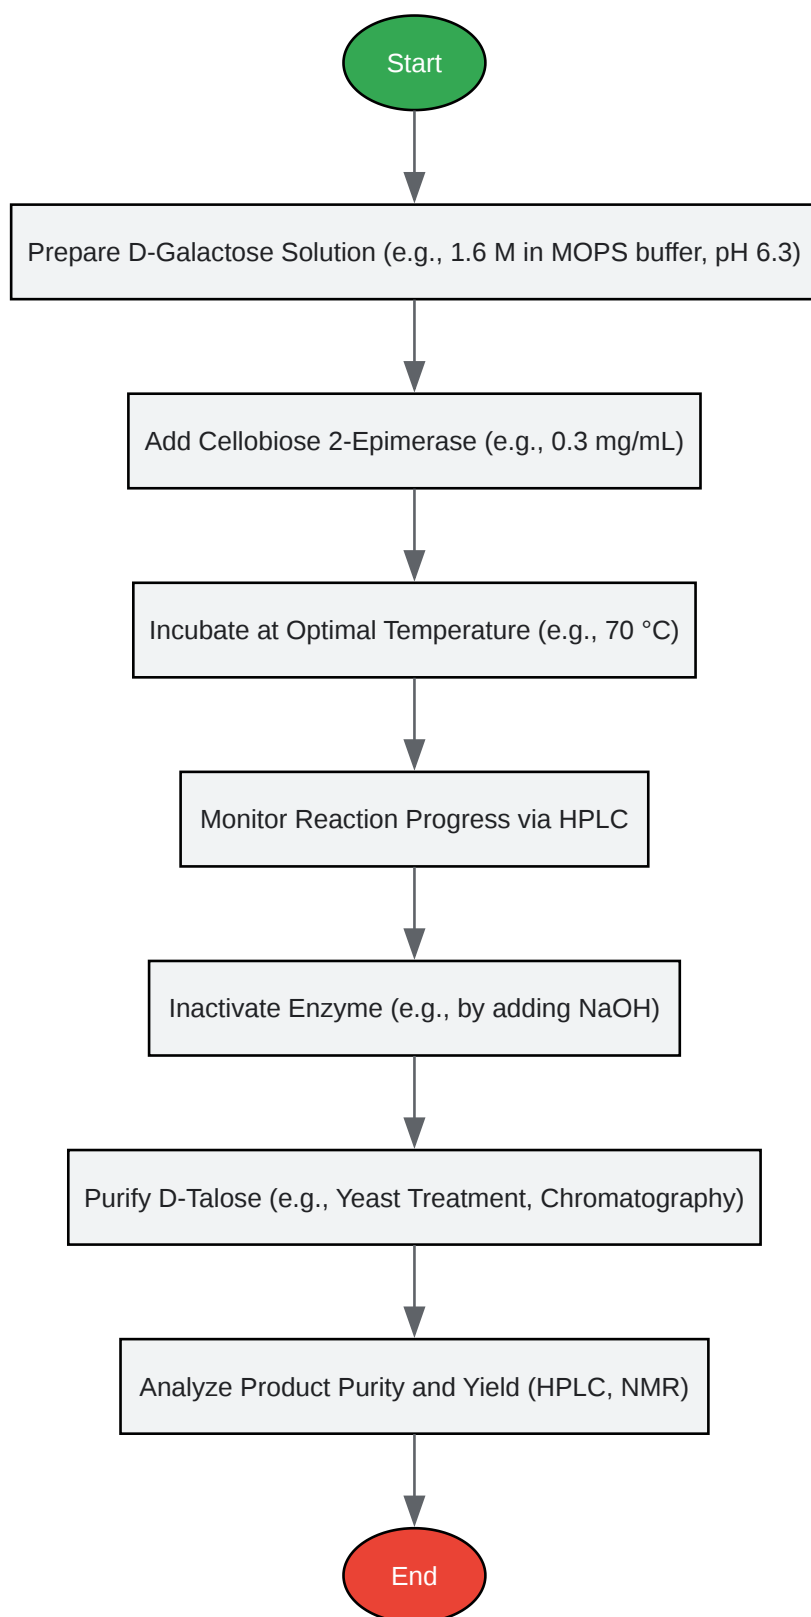 Start
Prepare D-Galactose Solution (e.g., 1.6 M in MOPS buffer, pH 6.3)
Add Cellobiose 2-Epimerase (e.g., 0.3 mg/mL)
Incubate at Optimal Temperature (e.g., 70 °C)
Monitor Reaction Progress via HPLC
Inactivate Enzyme (e.g., by adding NaOH)
Purify D-Talose (e.g., Yeast Treatment, Chromatography)
Analyze Product Purity and Yield (HPLC, NMR)
End